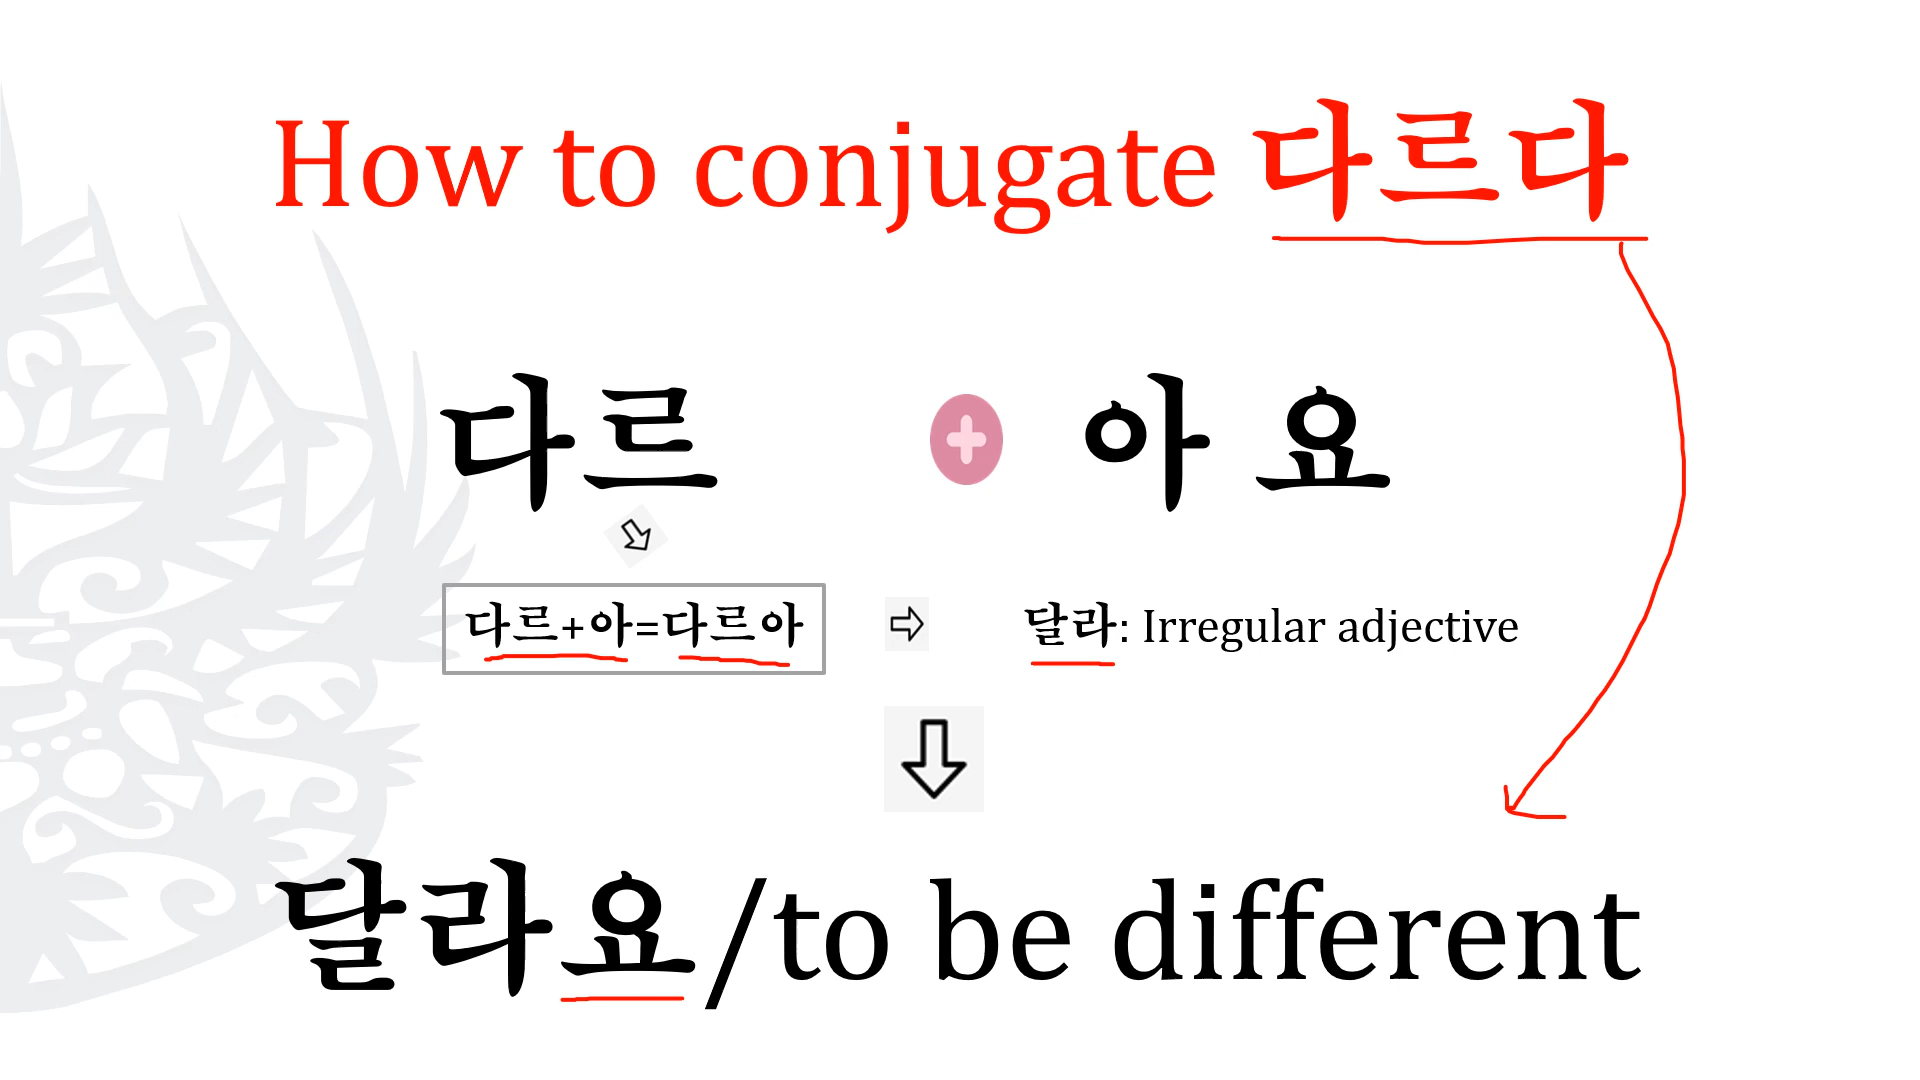 How to conjugate 다르다
다르 + 아 요
다르+아=다르아 ⇨ 달라: Irregular adjective
달라요/to be different